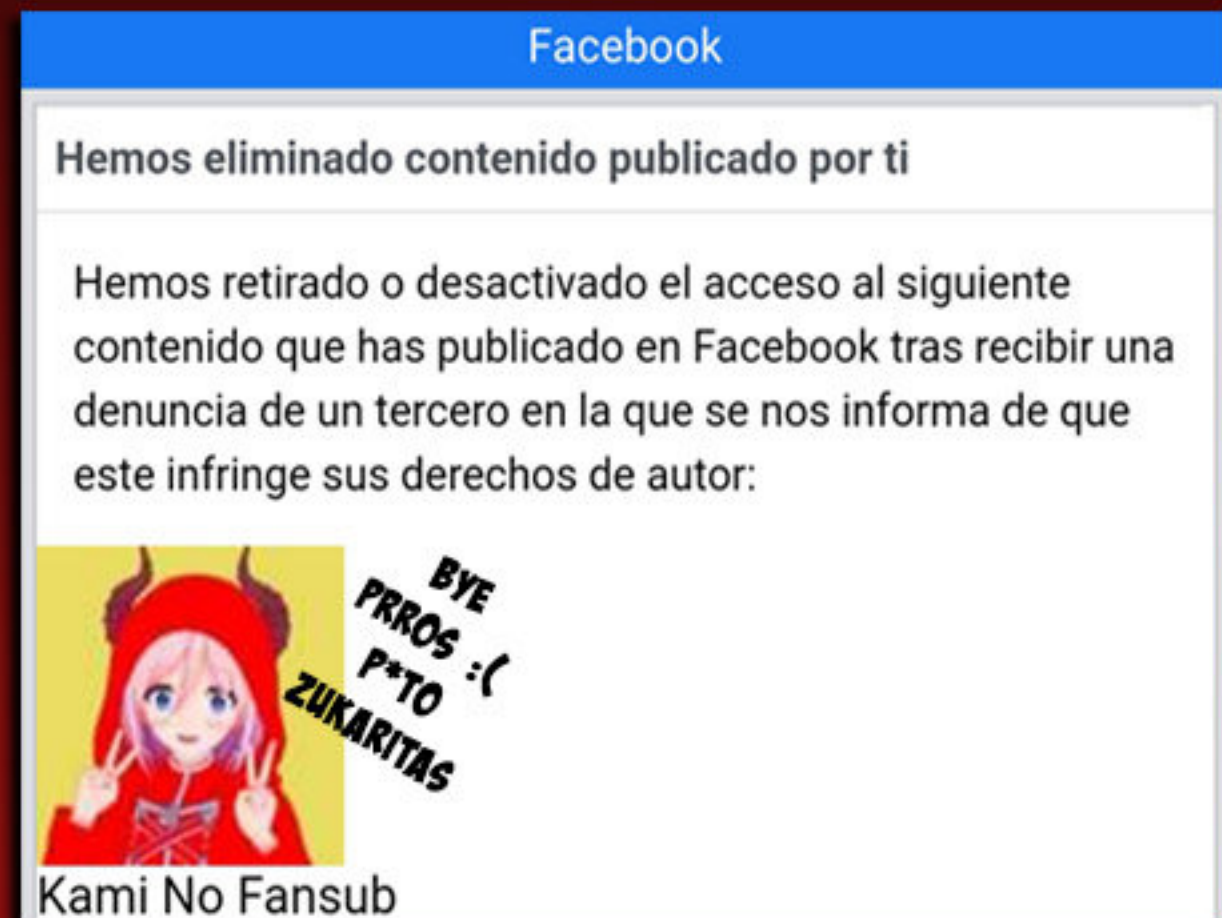 Facebook
Hemos eliminado contenido publicado por ti
Hemos retirado o desactivado el acceso al siguiente
contenido que has publicado en Facebook tras recibir una
denuncia de un tercero en la que se nos informa de que
este infringe sus derechos de autor:
BYE
PRROS :(
P*TO
ZUKARITAS
Kami No Fansub